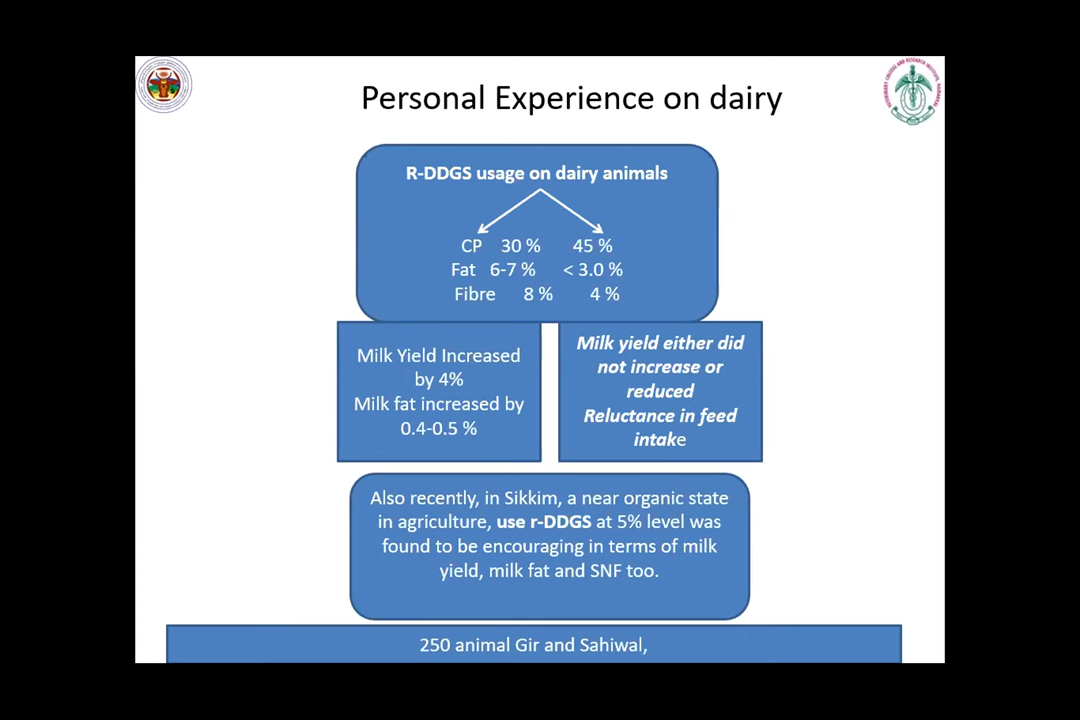 Personal Experience on dairy
R-DDGS usage on dairy animals
CP 30 % 45 %
Fat 6-7 % < 3.0 %
Fibre 8 % 4 %
Milk Yield Increased
by 4%
Milk fat increased by
0.4-0.5 %
Milk yield either did
not increase or
reduced
Reluctance in feed
intake
Also recently, in Sikkim, a near organic state
in agriculture, use r-DDGS at 5% level was
found to be encouraging in terms of milk
yield, milk fat and SNF too.
250 animal Gir and Sahiwal,